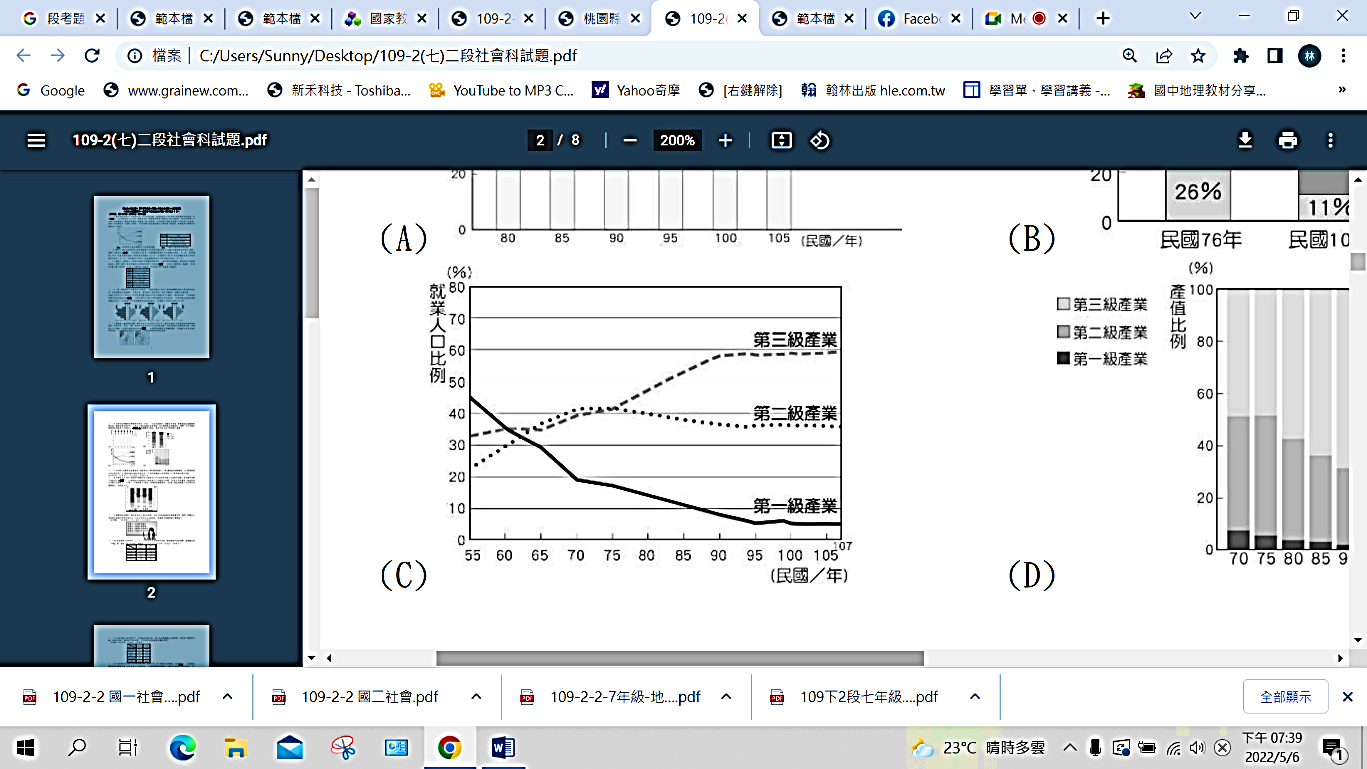 段考題
範本檔
範本檔
國家教
109-2-
桃園縣
109-2(
範本檔
Faceb
M
檔案 | C:/Users/Sunny/Desktop/109-2(七)二段社會科試題.pdf
林
Google
www.grainew.com...
新禾科技 - Toshiba...
YouTube to MP3 C...
Yahoo奇摩
[右鍵解除]
翰林出版 hle.com.tw
學習單、學習講義 -...
國中地理教材分享...
»
109-2(七)二段社會科試題.pdf
2 / 8
200%
1
2
20
0
80 85 90 95 100 105 (民國/年)
(A)
20
0
26%
11%
民國76年 民國10
(B)
(%)
就業人口比例
80
70
60
50
40
30
20
10
0
第三級產業
第二級產業
第一級產業
55 60 65 70 75 80 85 90 95 100 105 107
(民國/年)
(C)
第三級產業
第二級產業
第一級產業
(%)
產值比例
100
80
60
40
20
0
70 75 80 85 9
(D)
109-2-2 國一社會....pdf
109-2-2 國二社會.pdf
109-2-2-7年級-地....pdf
109下2段七年級....pdf
全部顯示
23°C 晴時多雲
下午 07:39
2022/5/6
1